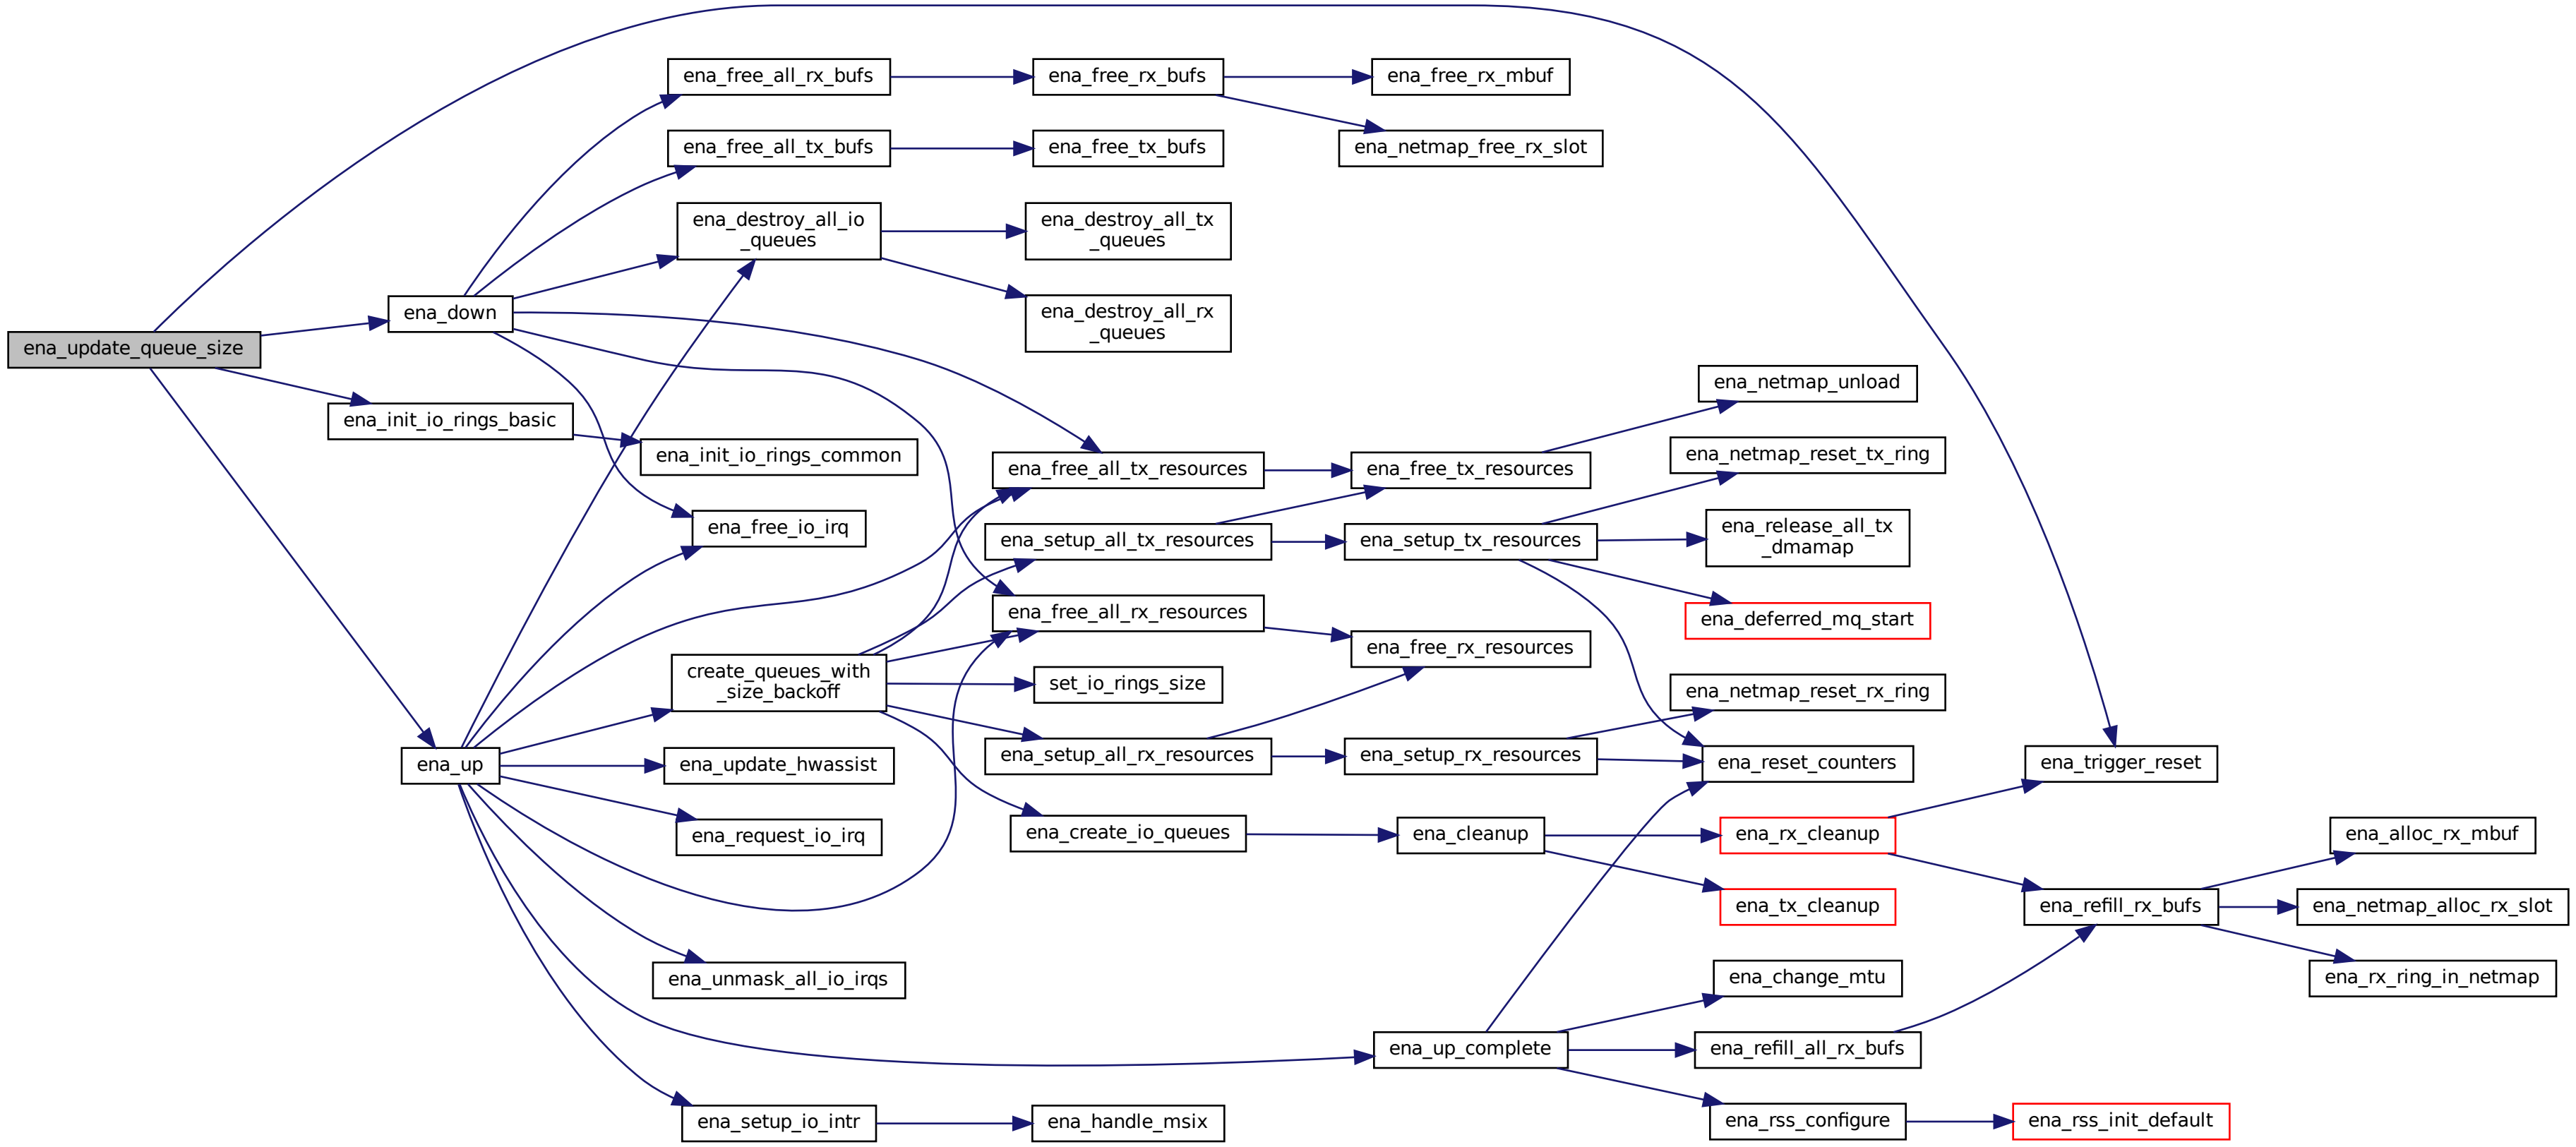 ena_update_queue_size
ena_down
ena_init_io_rings_basic
ena_up
ena_free_all_rx_bufs
ena_free_all_tx_bufs
ena_destroy_all_io
_queues
ena_init_io_rings_common
ena_free_io_irq
create_queues_with
_size_backoff
ena_update_hwassist
ena_request_io_irq
ena_unmask_all_io_irqs
ena_setup_io_intr
ena_free_rx_bufs
ena_free_tx_bufs
ena_destroy_all_tx
_queues
ena_destroy_all_rx
_queues
ena_free_all_tx_resources
ena_setup_all_tx_resources
ena_free_all_rx_resources
set_io_rings_size
ena_setup_all_rx_resources
ena_create_io_queues
ena_handle_msix
ena_free_rx_mbuf
ena_netmap_free_rx_slot
ena_free_tx_resources
ena_setup_tx_resources
ena_free_rx_resources
ena_setup_rx_resources
ena_cleanup
ena_up_complete
ena_netmap_unload
ena_netmap_reset_tx_ring
ena_release_all_tx
_dmamap
ena_deferred_mq_start
ena_netmap_reset_rx_ring
ena_reset_counters
ena_rx_cleanup
ena_tx_cleanup
ena_change_mtu
ena_refill_all_rx_bufs
ena_rss_configure
ena_trigger_reset
ena_refill_rx_bufs
ena_rss_init_default
ena_alloc_rx_mbuf
ena_netmap_alloc_rx_slot
ena_rx_ring_in_netmap